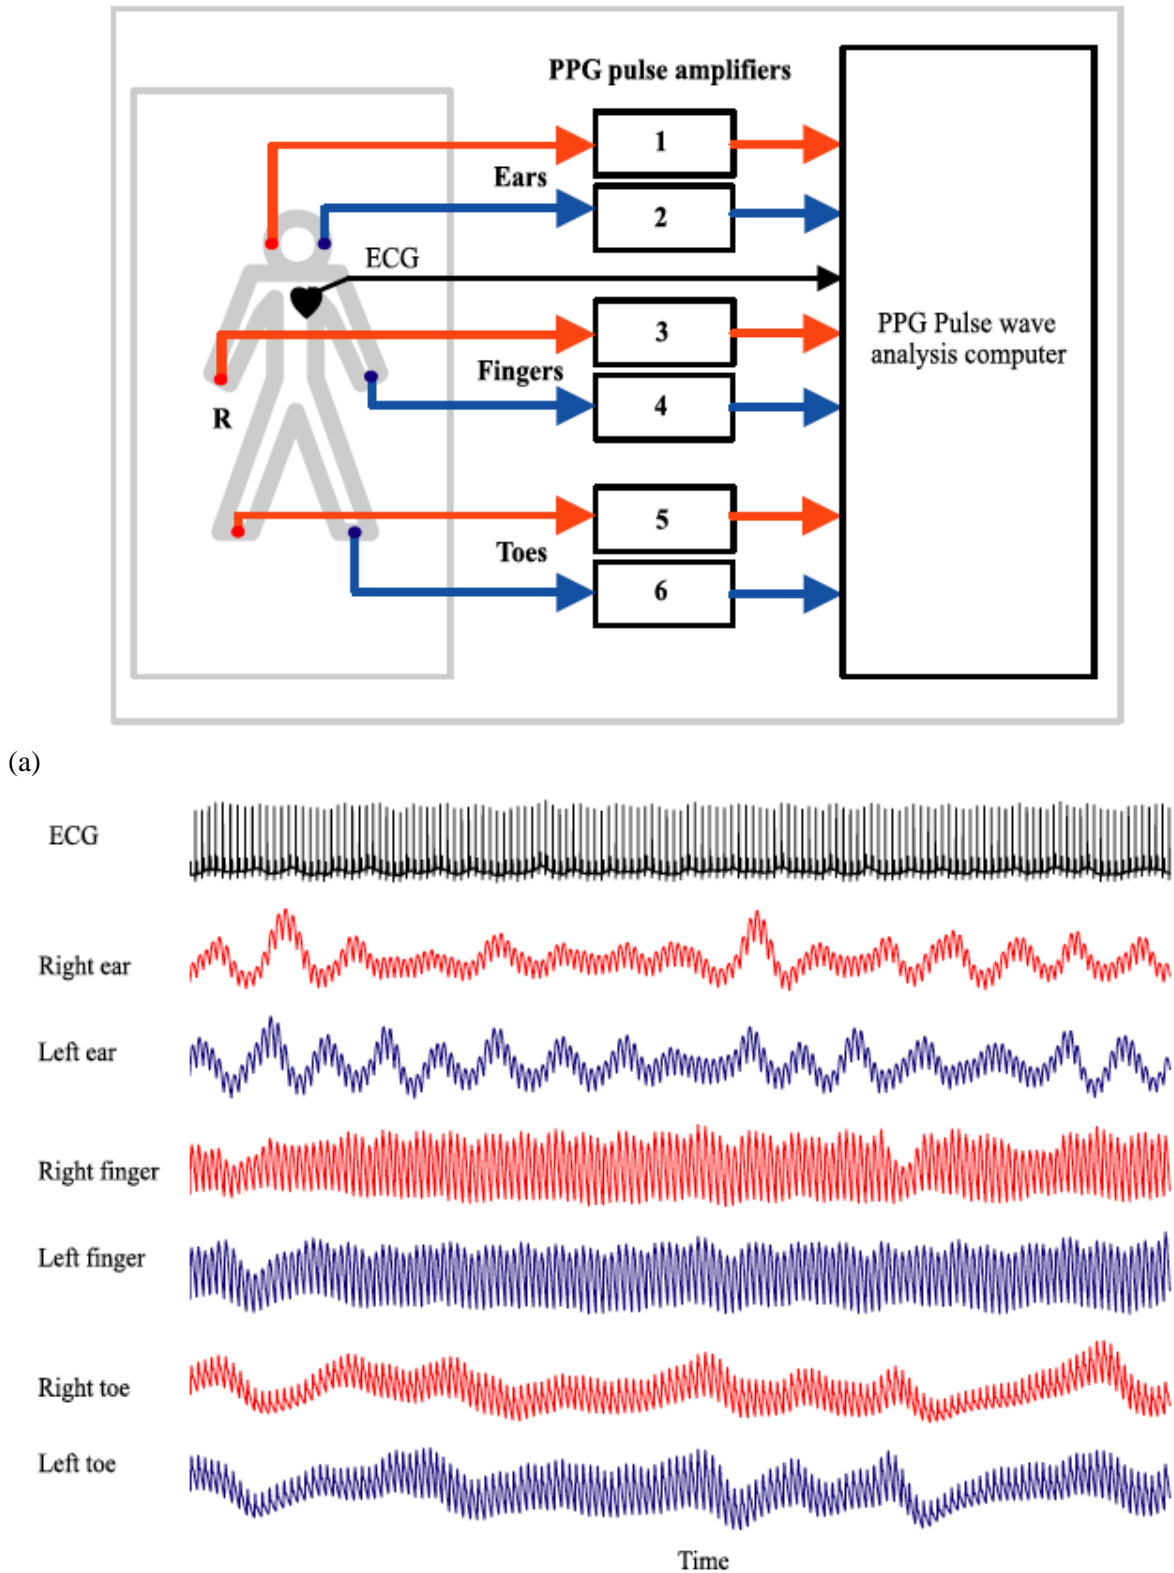 PPG pulse amplifiers
1
Ears
2
ECG
3
PPG Pulse wave
analysis computer
Fingers
4
R
5
Toes
6
(a)
ECG
Right ear
Left ear
Right finger
Left finger
Right toe
Left toe
Time